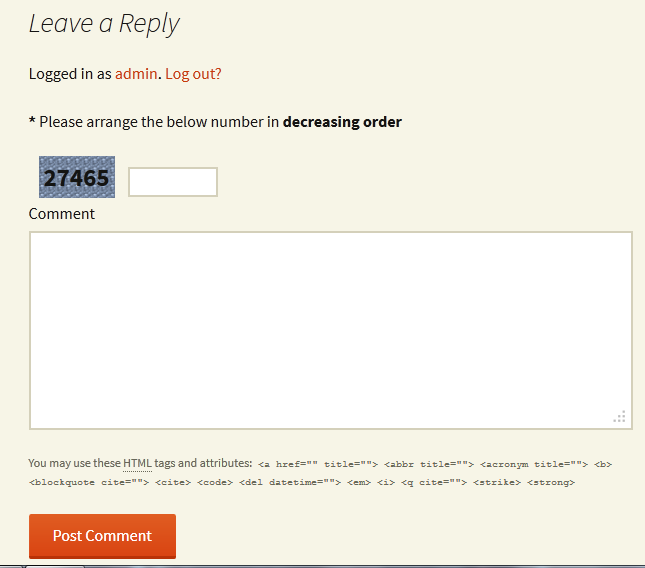 Leave a Reply
Logged in as admin. Log out?
* Please arrange the below number in decreasing order
27465
Comment
You may use these HTML tags and attributes: <a href="" title=""> <abbr title=""> <acronym title=""> <b>
<blockquote cite=""> <cite> <code> <del datetime=""> <em> <i> <q cite=""> <strike> <strong>
Post Comment